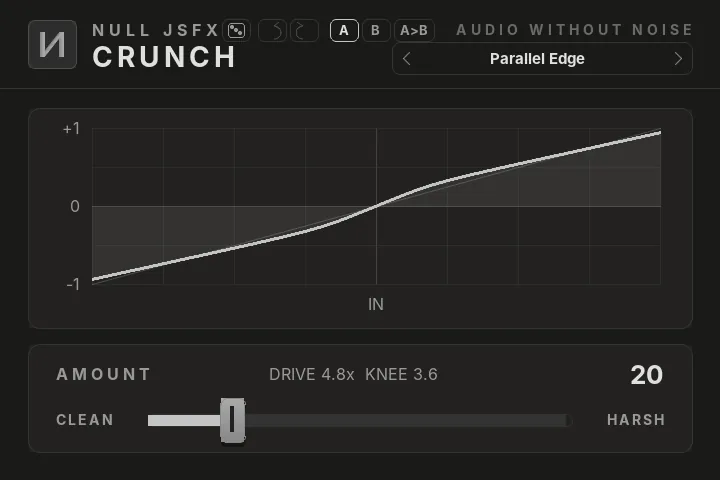 NULL JSFX
A B A>B
AUDIO WITHOUT NOISE
CRUNCH
Parallel Edge
+1
0
-1
IN
AMOUNT DRIVE 4.8x KNEE 3.6 20
CLEAN HARSH